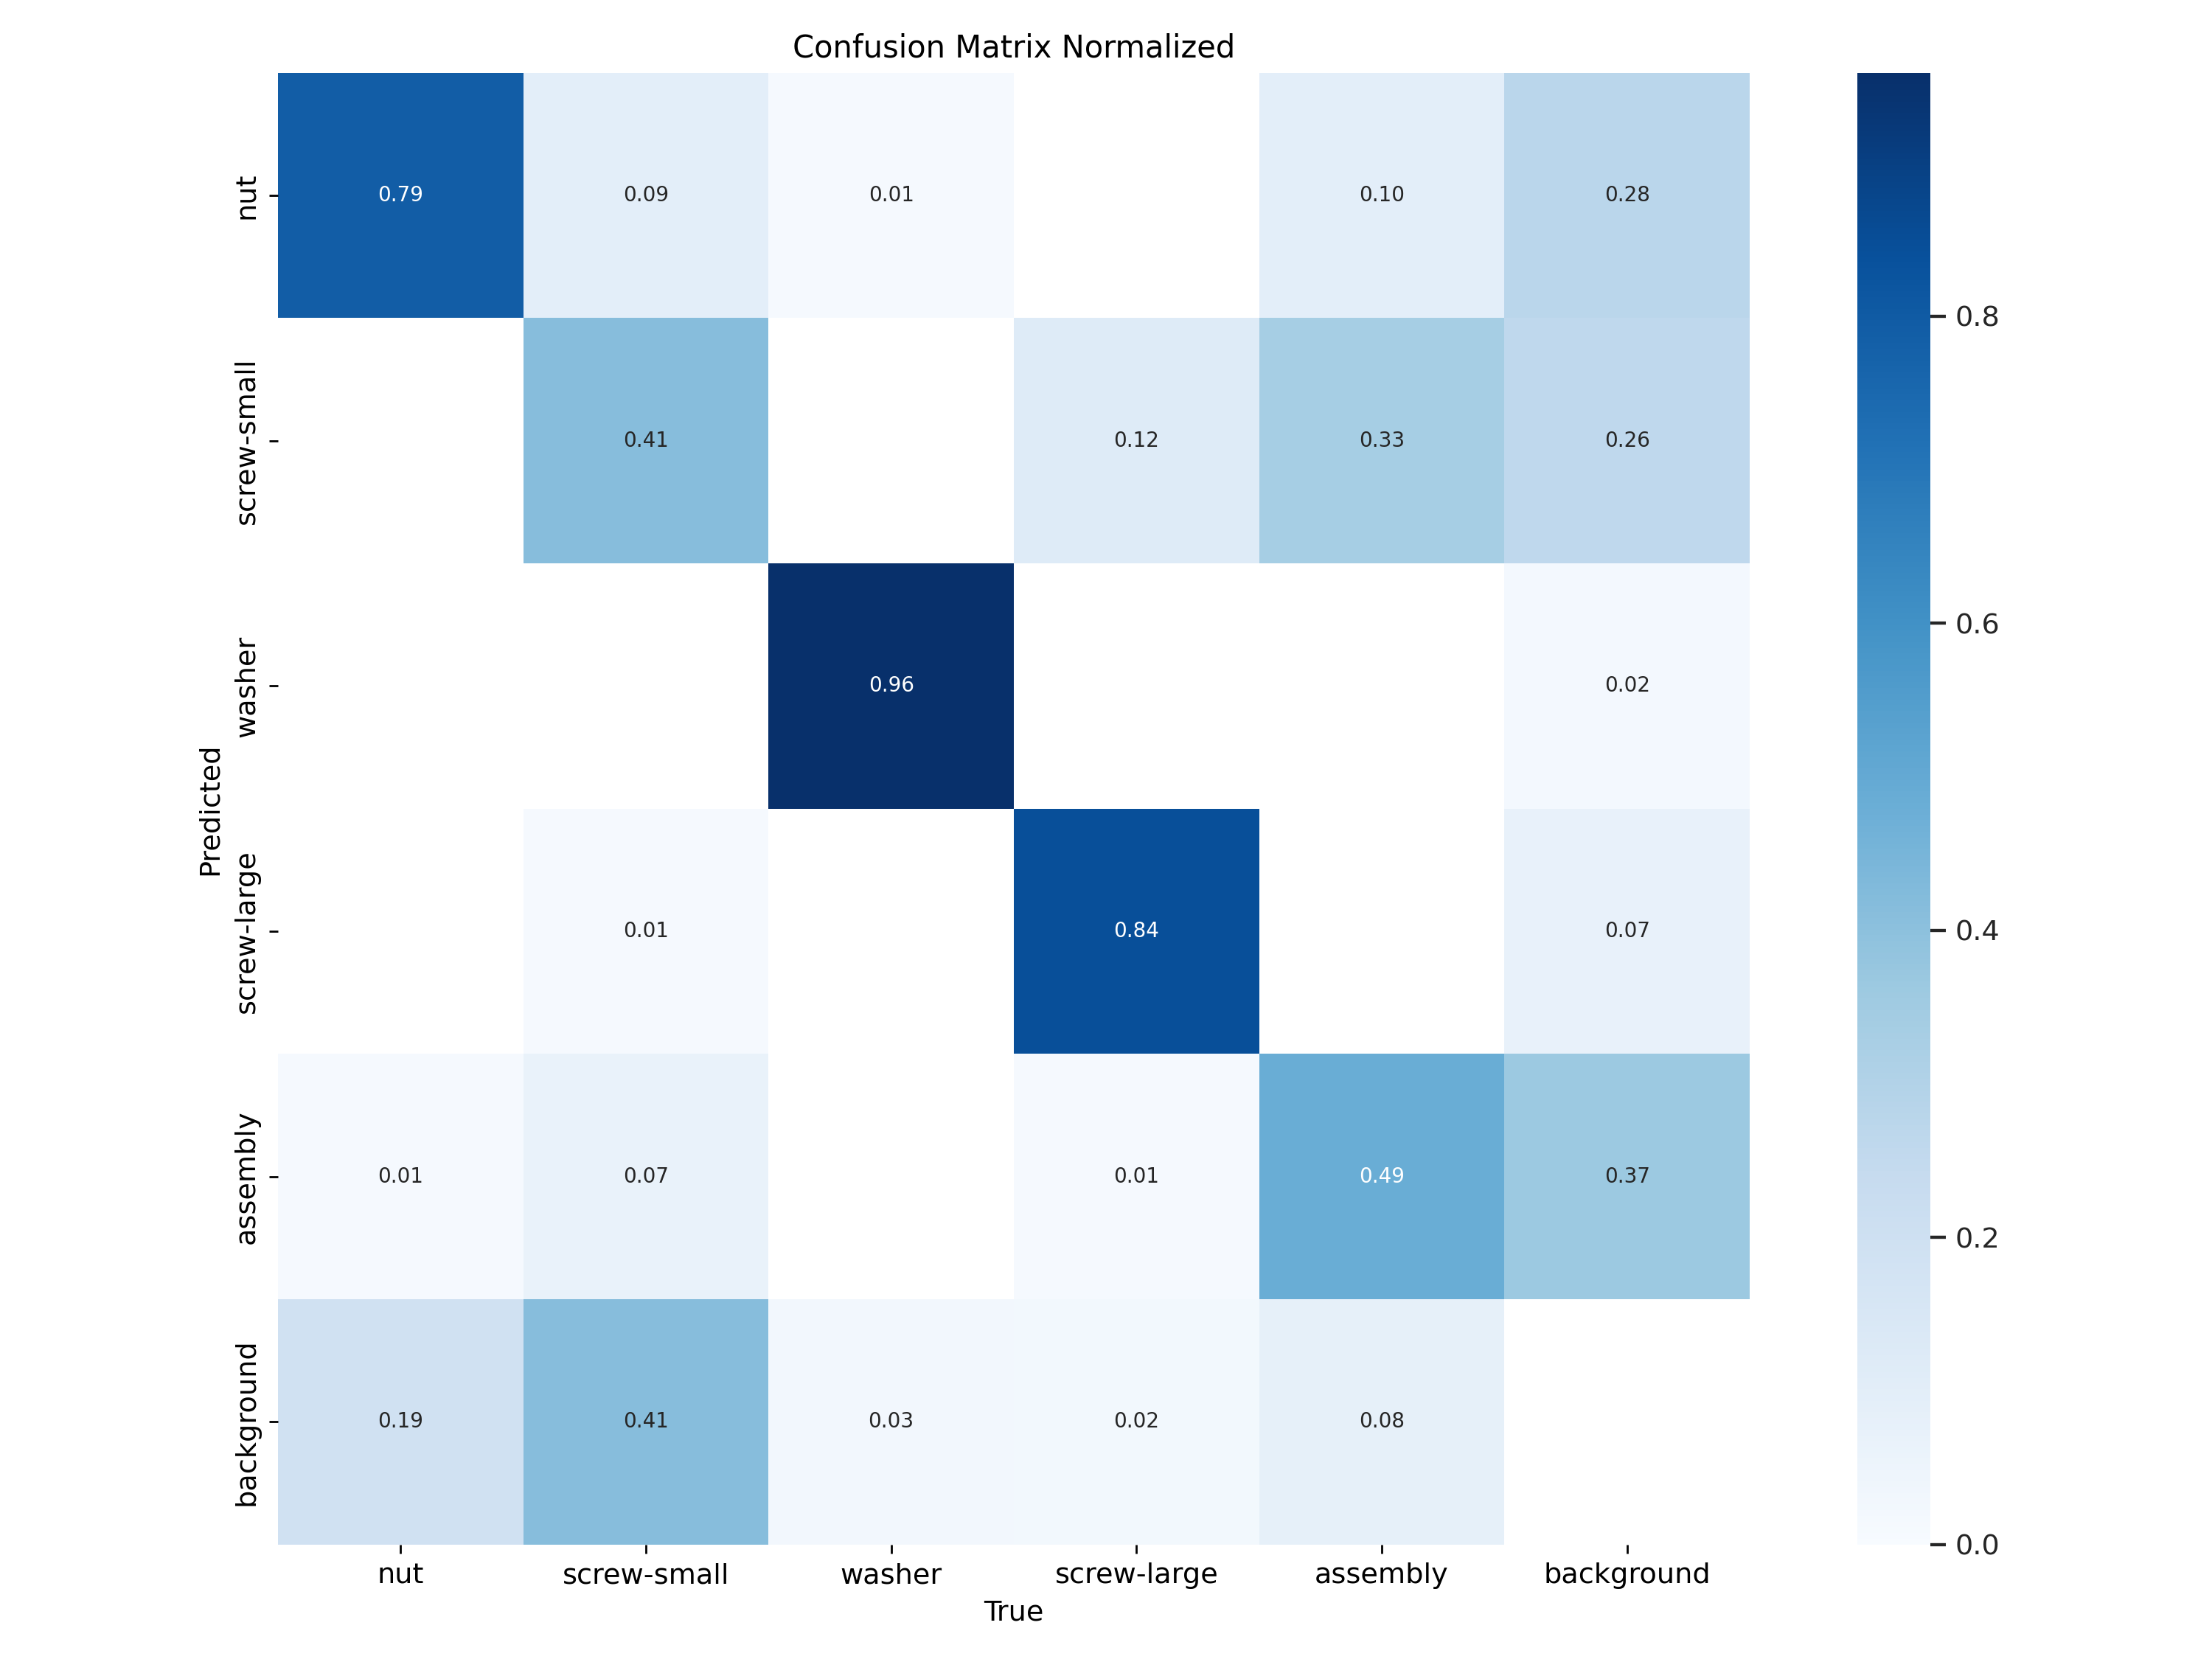 Confusion Matrix Normalized
nut
0.79
0.09
0.01
0.10
0.28
screw-small
0.41
0.12
0.33
0.26
washer
0.96
0.02
screw-large
0.01
0.84
0.07
assembly
0.01
0.07
0.01
0.49
0.37
background
0.19
0.41
0.03
0.02
0.08
Predicted
nut
screw-small
washer
screw-large
assembly
background
True
0.8
0.6
0.4
0.2
0.0